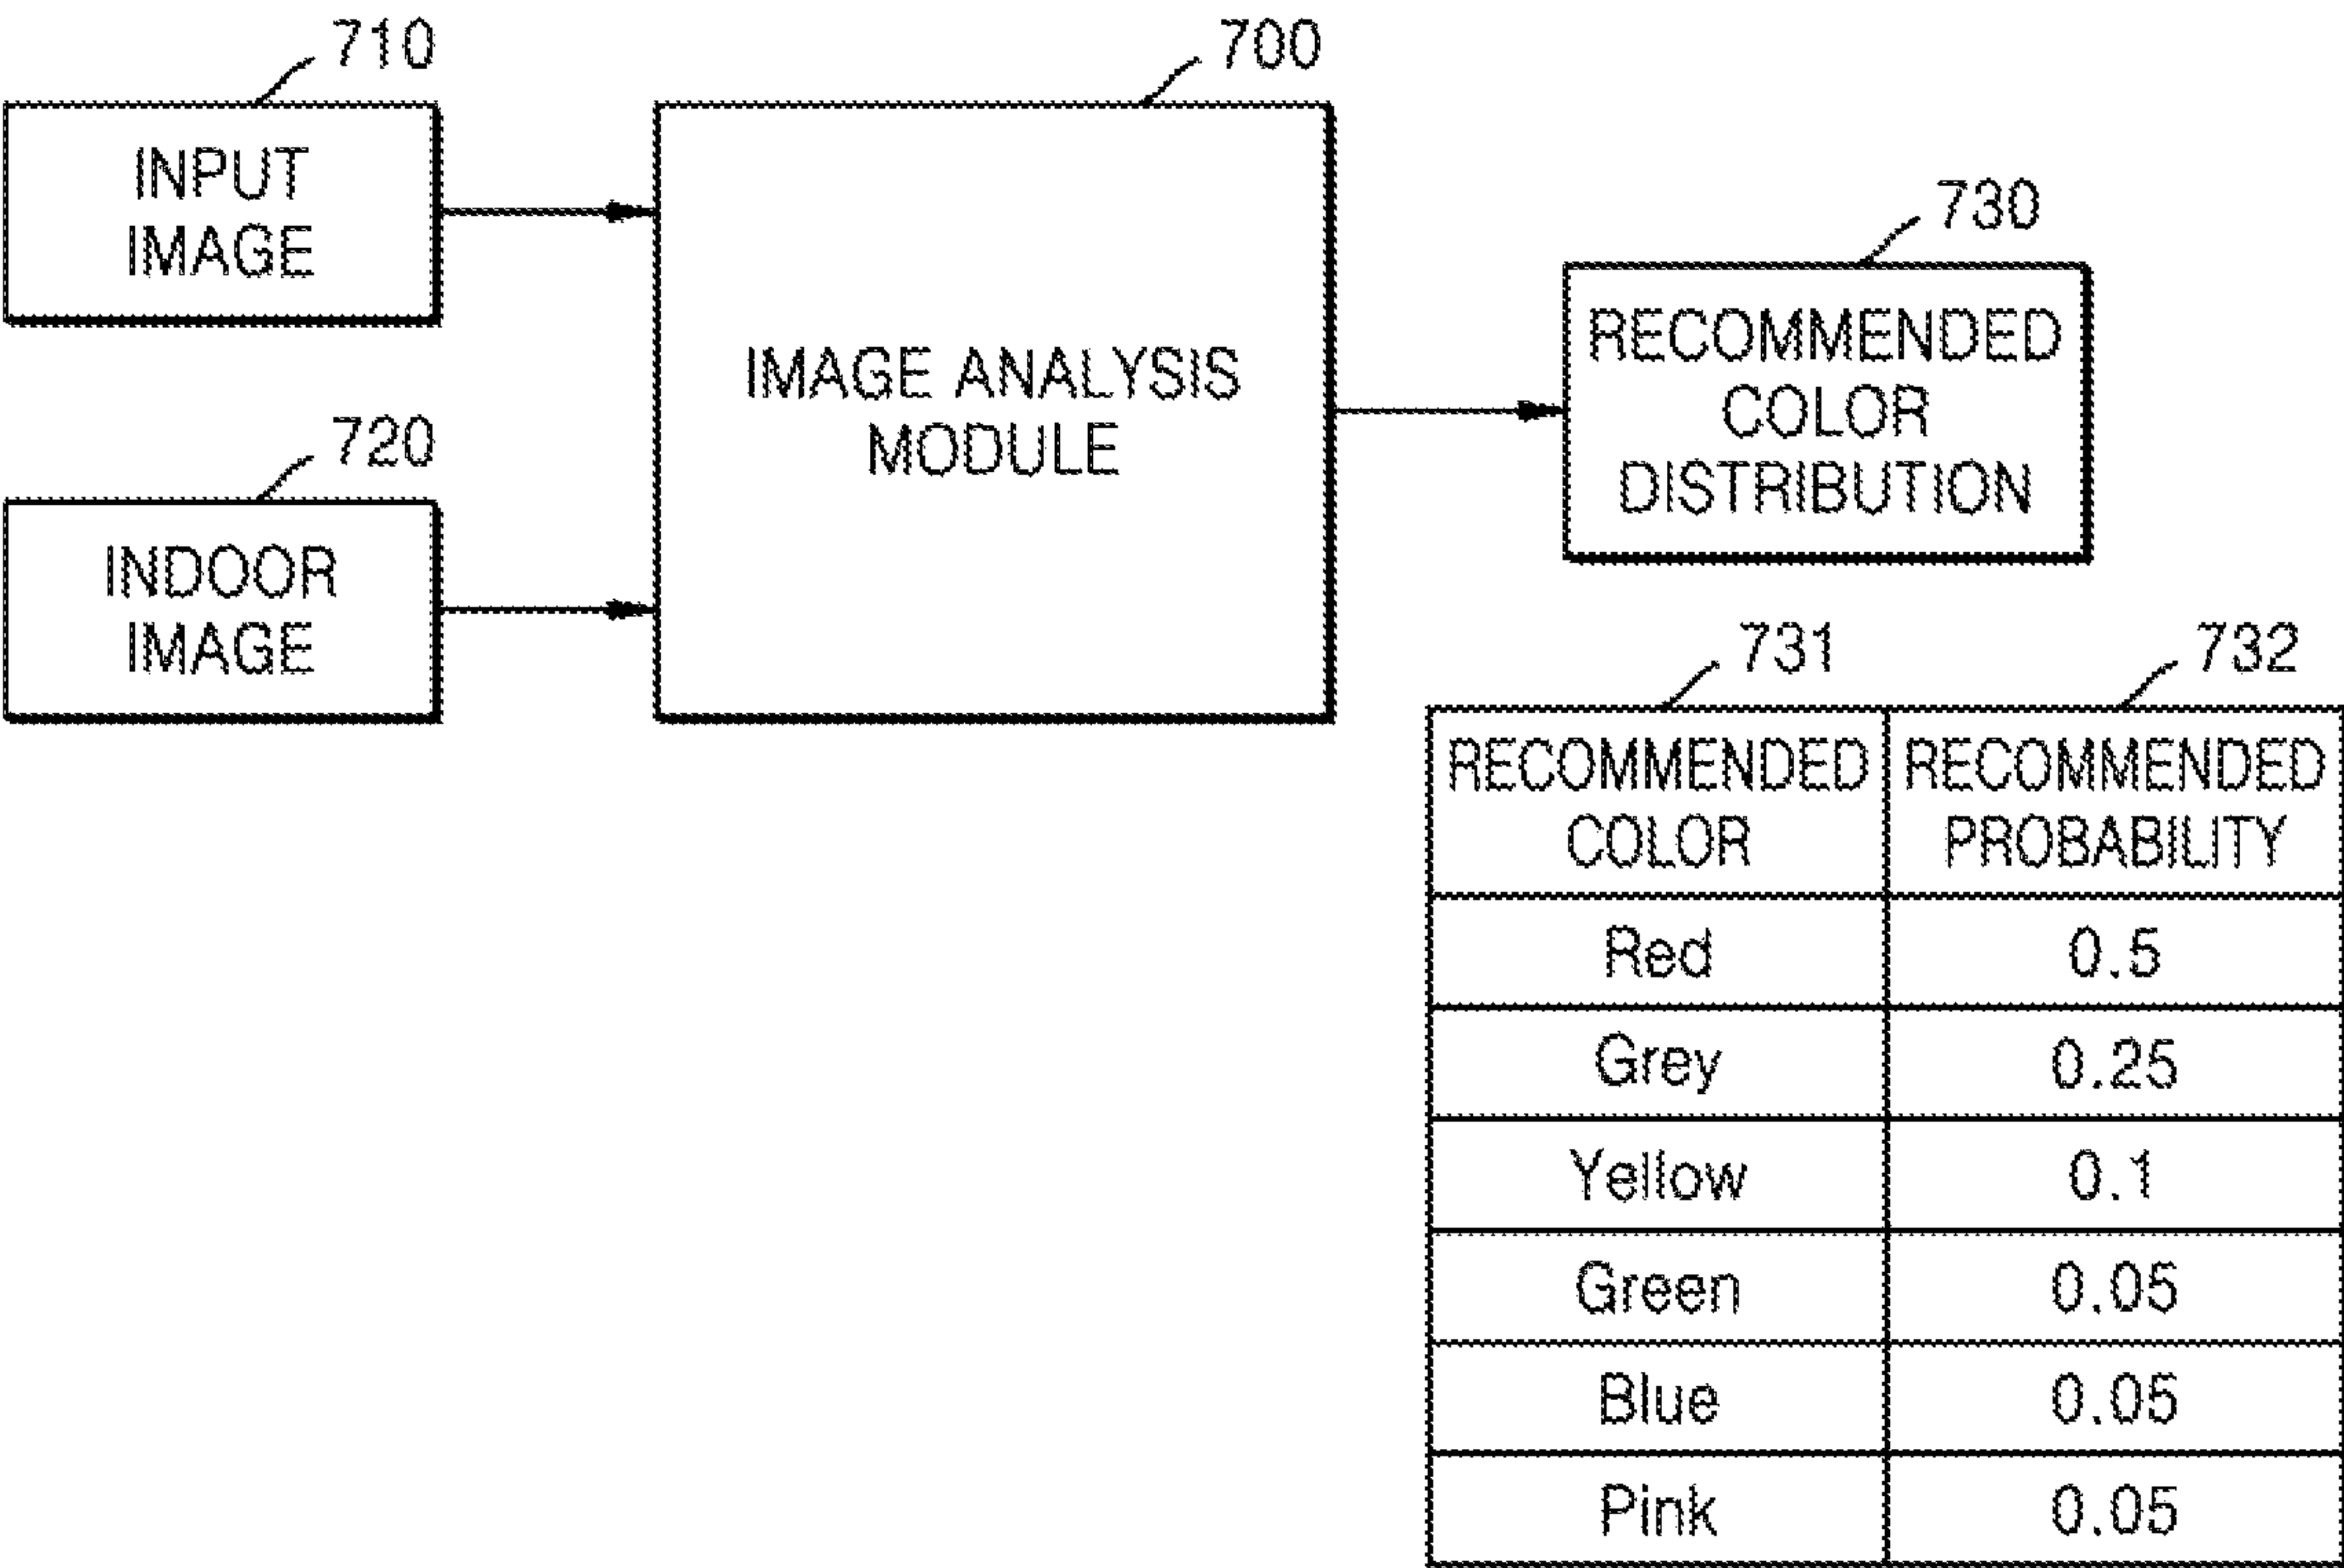 710
INPUT
IMAGE
700
IMAGE ANALYSIS
MODULE
720
INDOOR
IMAGE
730
RECOMMENDED
COLOR
DISTRIBUTION
731
732
RECOMMENDED
COLOR
RECOMMENDED
PROBABILITY
Red
0.5
Grey
0.25
Yellow
0.1
Green
0.05
Blue
0.05
Pink
0.05